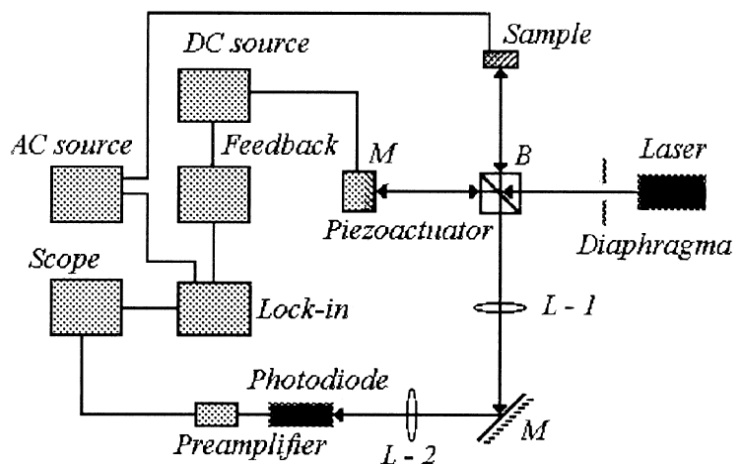 Sample
DC source
AC source
Feedback
M
B
Laser
Piezoactuator
Diaphragma
Scope
Lock-in
L - 1
Photodiode
M
Preamplifier
L - 2